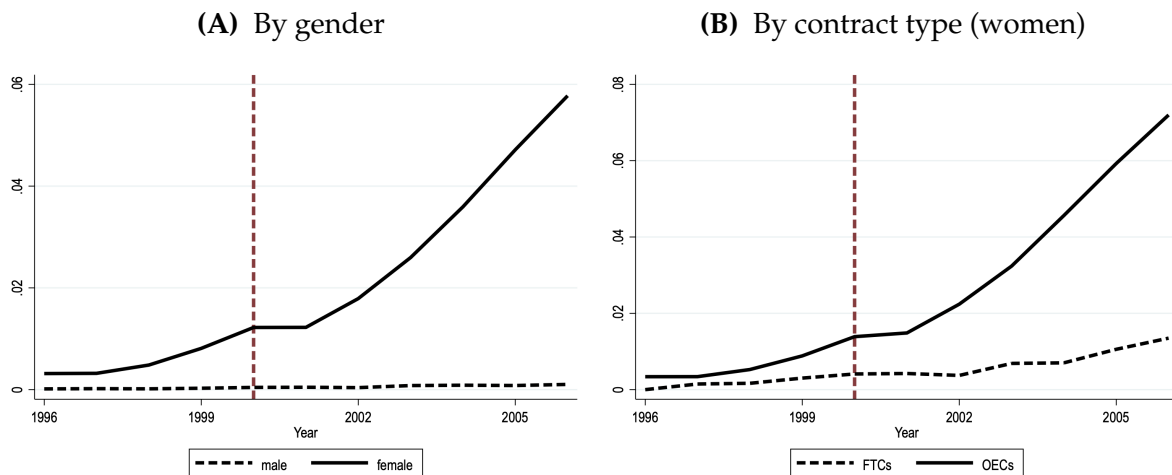 (A) By gender
.06
.04
.02
0
1996 1999 2002 2005
Year
male female
(B) By contract type (women)
.08
.06
.04
.02
0
1996 1999 2002 2005
Year
FTCs OECs